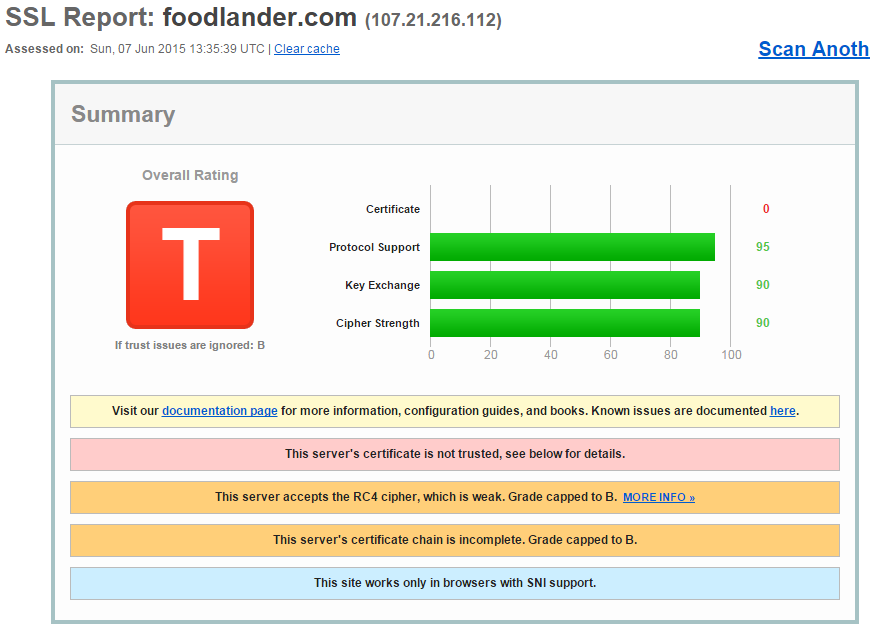 SSL Report: foodlander.com (107.21.216.112)
Assessed on: Sun, 07 Jun 2015 13:35:39 UTC | Clear cache
Scan Anoth
Summary
Overall Rating
T
If trust issues are ignored: B
Certificate 0
Protocol Support 95
Key Exchange 90
Cipher Strength 90
0 20 40 60 80 100
Visit our documentation page for more information, configuration guides, and books. Known issues are documented here.
This server's certificate is not trusted, see below for details.
This server accepts the RC4 cipher, which is weak. Grade capped to B. MORE INFO »
This server's certificate chain is incomplete. Grade capped to B.
This site works only in browsers with SNI support.